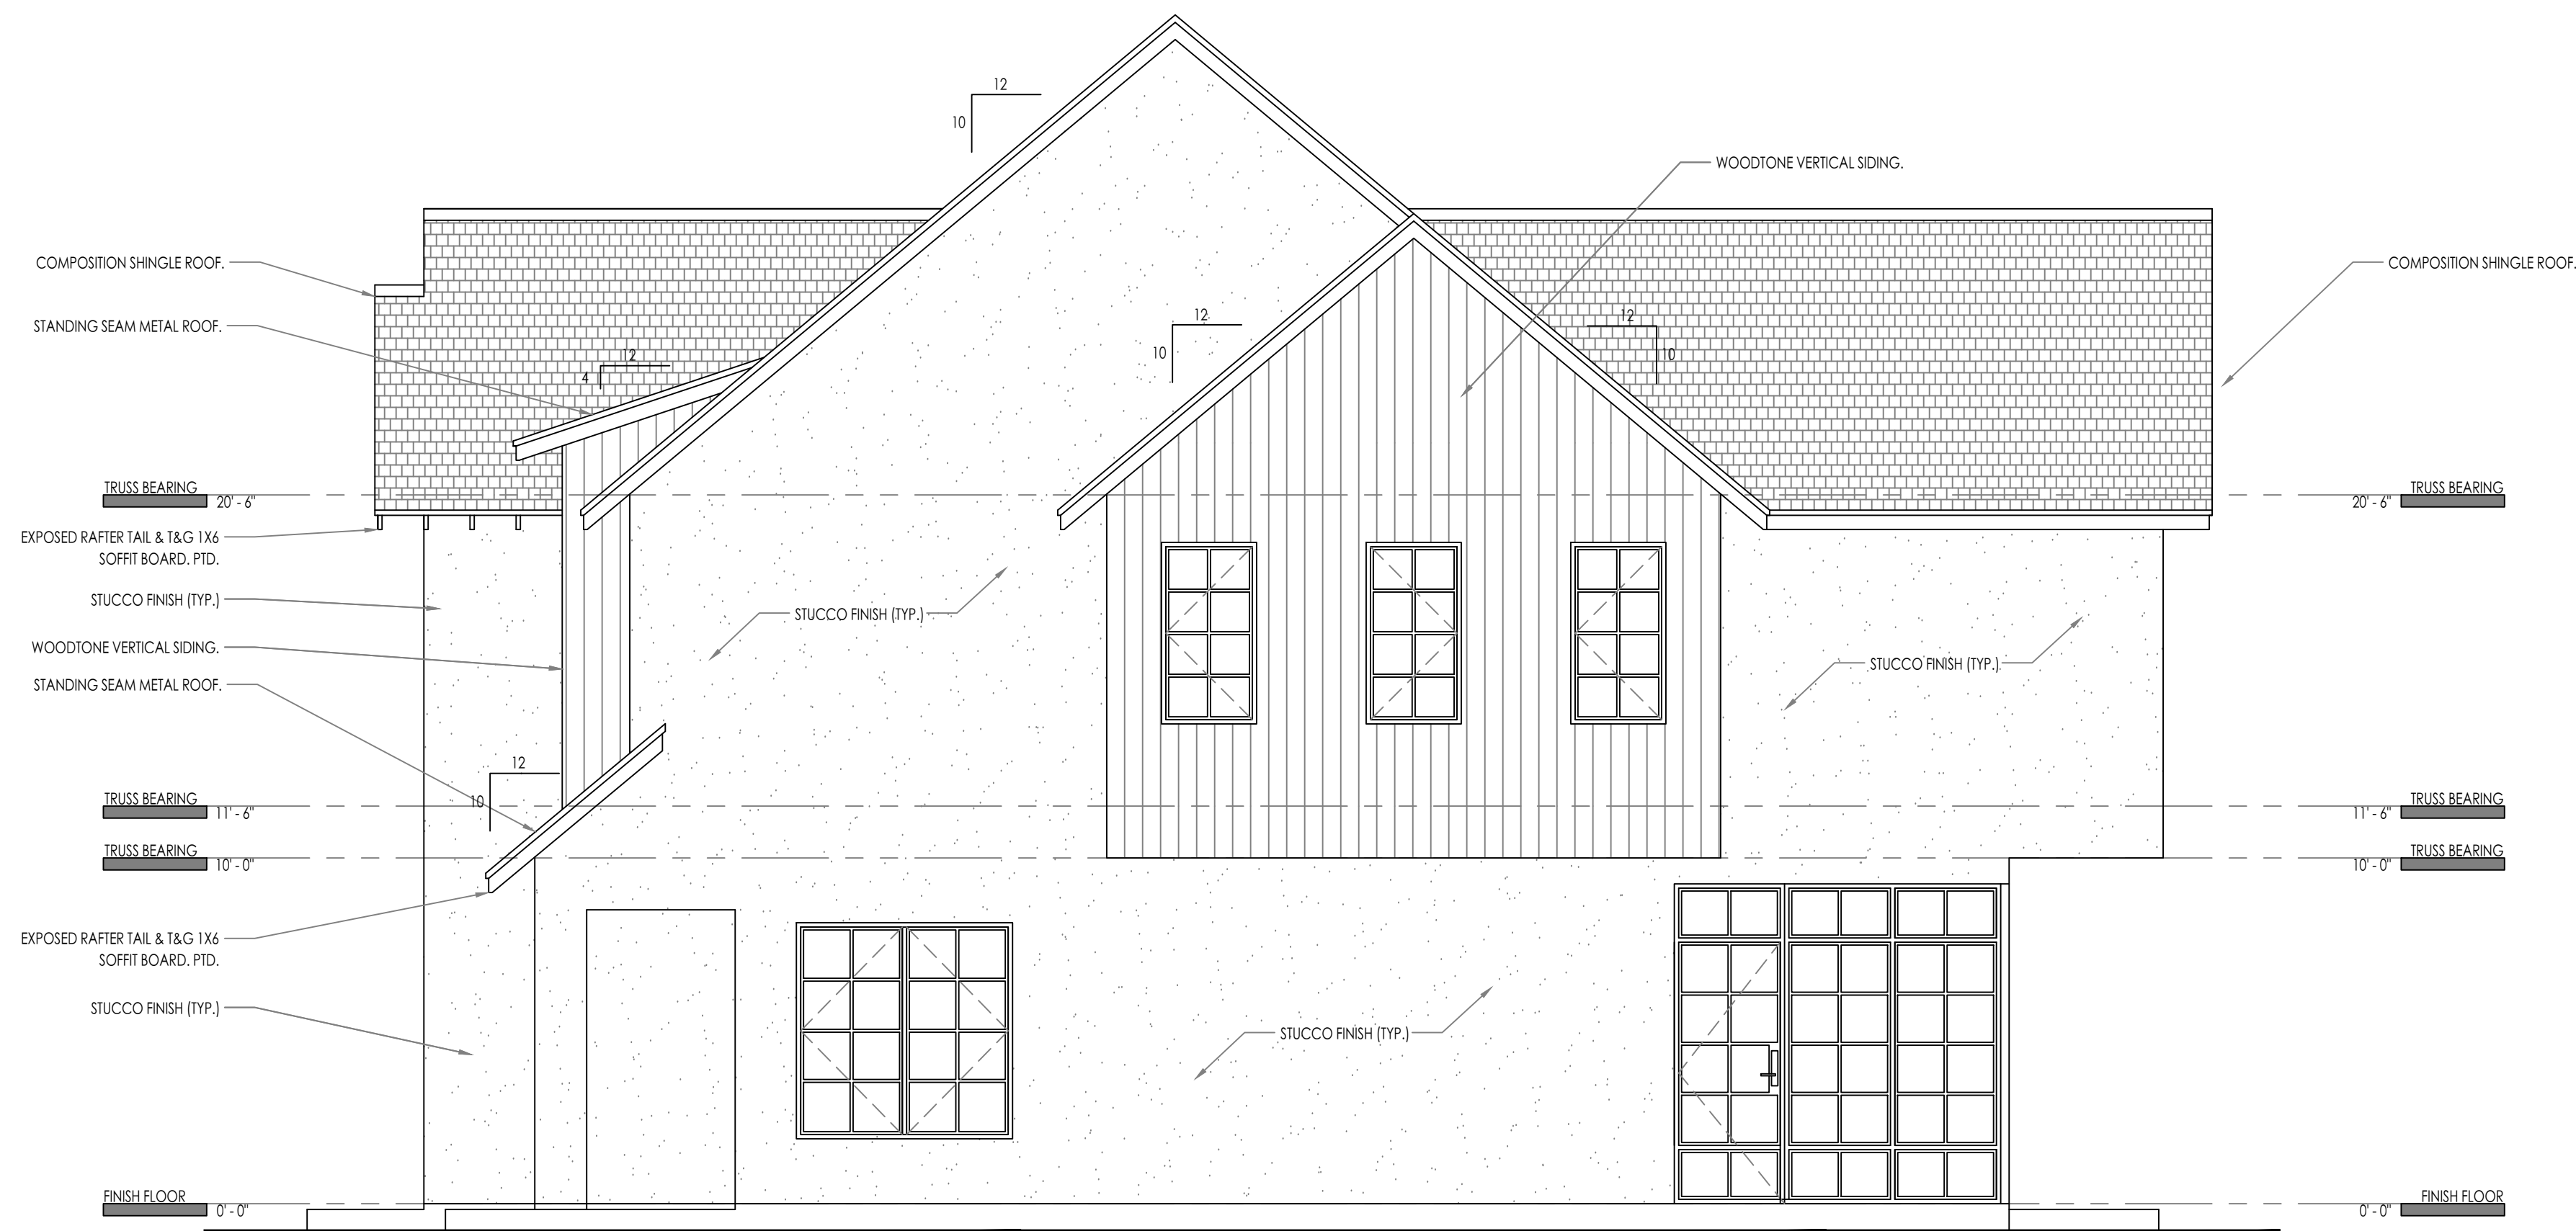 12
10
WOODTONE VERTICAL SIDING.
COMPOSITION SHINGLE ROOF.
COMPOSITION SHINGLE ROOF.
STANDING SEAM METAL ROOF.
12
10
12
10
12
4
TRUSS BEARING
20' - 6"
TRUSS BEARING
20' - 6"
EXPOSED RAFTER TAIL & T&G 1X6
SOFFIT BOARD. PTD.
STUCCO FINISH (TYP.)
STUCCO FINISH (TYP.)
WOODTONE VERTICAL SIDING.
STUCCO FINISH (TYP.)
STANDING SEAM METAL ROOF.
12
10
TRUSS BEARING
11' - 6"
TRUSS BEARING
11' - 6"
TRUSS BEARING
10' - 0"
TRUSS BEARING
10' - 0"
EXPOSED RAFTER TAIL & T&G 1X6
SOFFIT BOARD. PTD.
STUCCO FINISH (TYP.)
STUCCO FINISH (TYP.)
FINISH FLOOR
0' - 0"
FINISH FLOOR
0' - 0"